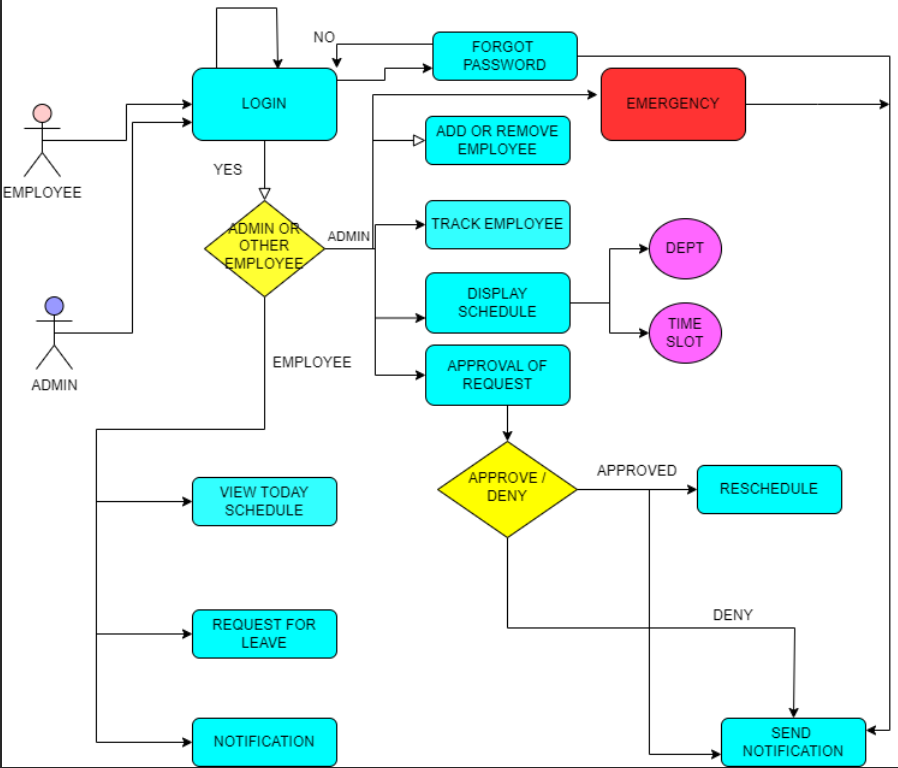 NO
FORGOT
PASSWORD
LOGIN
EMERGENCY
ADD OR REMOVE
EMPLOYEE
YES
EMPLOYEE
ADMIN OR
OTHER
EMPLOYEE
ADMIN
TRACK EMPLOYEE
DEPT
DISPLAY
SCHEDULE
TIME
SLOT
ADMIN
EMPLOYEE
APPROVAL OF
REQUEST
APPROVE /
DENY
APPROVED
RESCHEDULE
VIEW TODAY
SCHEDULE
REQUEST FOR
LEAVE
DENY
NOTIFICATION
SEND
NOTIFICATION